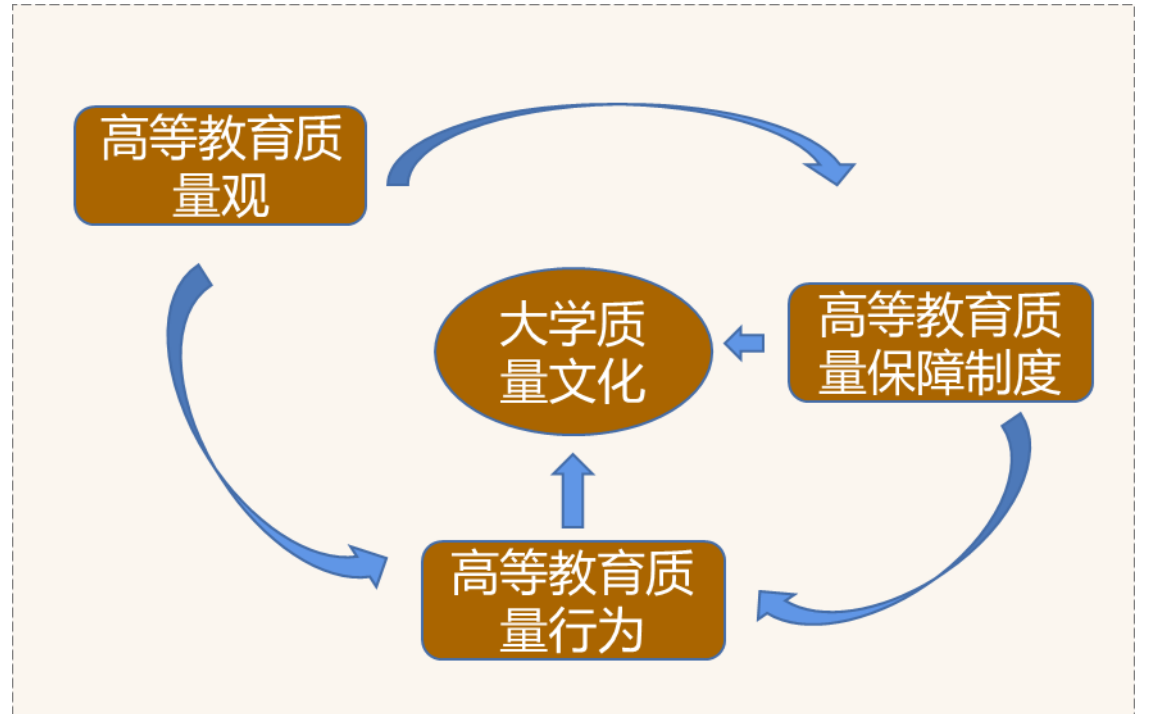 高等教育质
量观
大学质
量文化
高等教育质
量保障制度
高等教育质
量行为